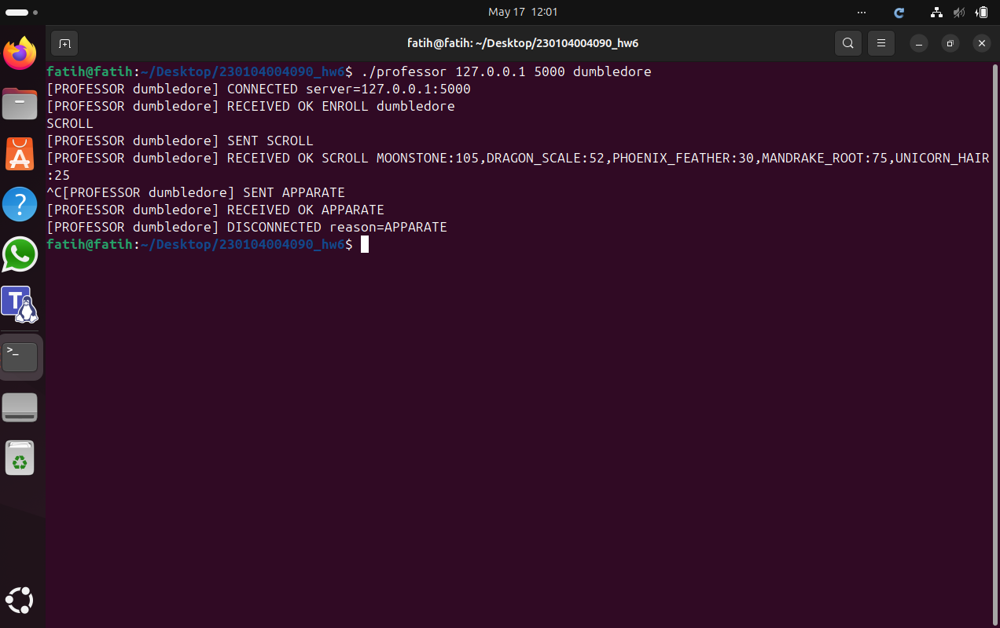 May 17 12:01
fatih@fatih: ~/Desktop/230104004090_hw6
fatih@fatih:~/Desktop/230104004090_hw6$ ./professor 127.0.0.1 5000 dumbledore
[PROFESSOR dumbledore] CONNECTED server=127.0.0.1:5000
[PROFESSOR dumbledore] RECEIVED OK ENROLL dumbledore
SCROLL
[PROFESSOR dumbledore] SENT SCROLL
[PROFESSOR dumbledore] RECEIVED OK SCROLL MOONSTONE:105,DRAGON_SCALE:52,PHOENIX_FEATHER:30,MANDRAKE_ROOT:75,UNICORN_HAIR
:25
^C[PROFESSOR dumbledore] SENT APPARATE
[PROFESSOR dumbledore] RECEIVED OK APPARATE
[PROFESSOR dumbledore] DISCONNECTED reason=APPARATE
fatih@fatih:~/Desktop/230104004090_hw6$